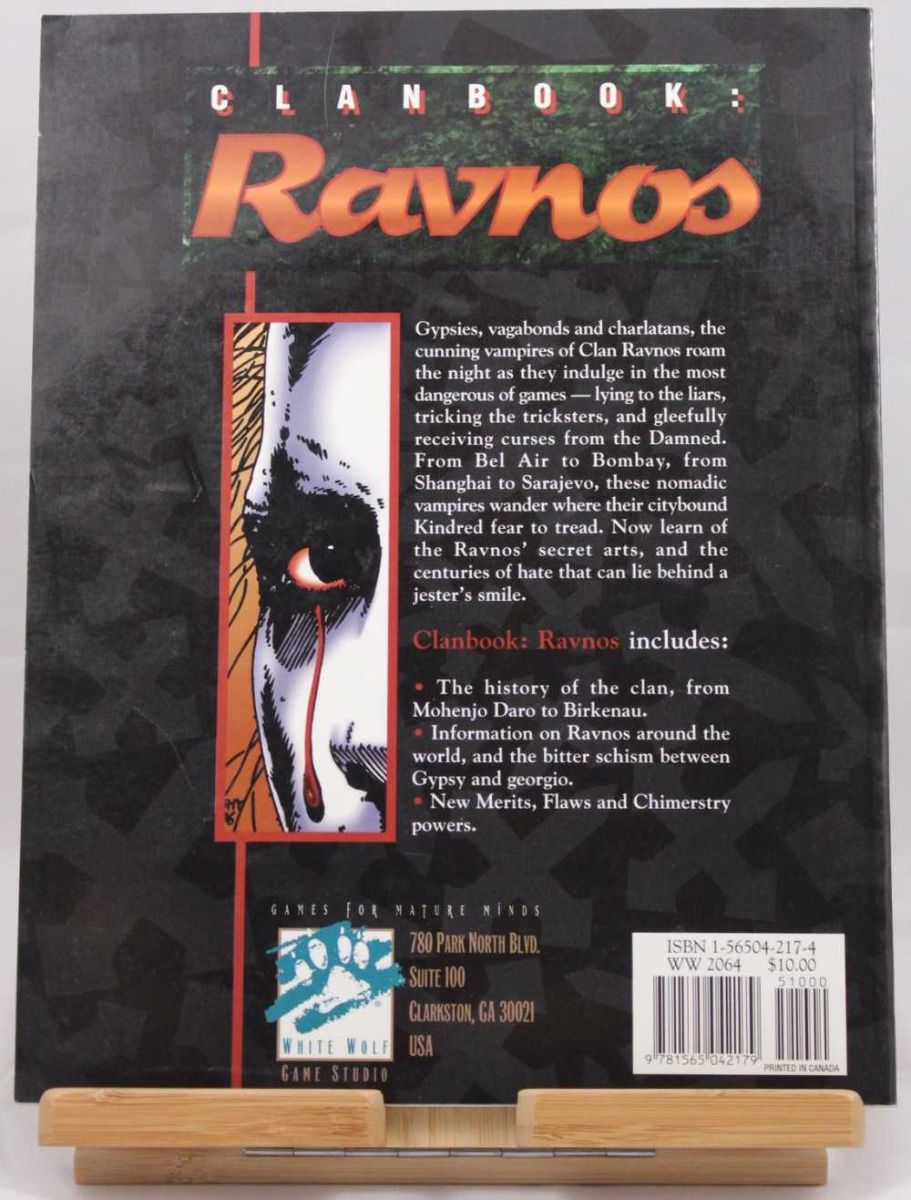 CLANBOOK:
Ravnos
Gypsies, vagabonds and charlatans, the
cunning vampires of Clan Ravnos roam
the night as they indulge in the most
dangerous of games — lying to the liars,
tricking the tricksters, and gleefully
receiving curses from the Damned.
From Bel Air to Bombay, from
Shanghai to Sarajevo, these nomadic
vampires wander where their citybound
Kindred fear to tread. Now learn of
the Ravnos' secret arts, and the
centuries of hate that can lie behind a
jester's smile.
Clanbook: Ravnos includes:
• The history of the clan, from
Mohenjo Daro to Birkenau.
• Information on Ravnos around the
world, and the bitter schism between
Gypsy and georgio.
• New Merits, Flaws and Chimerstry
powers.
GAMES FOR MATURE MINDS
WHITE WOLF
GAME STUDIO
780 PARK NORTH BLVD.
SUITE 100
CLARKSTON, GA 30021
USA
ISBN 1-56504-217-4
WW 2064 $10.00
51000
9 781565 042179
PRINTED IN CANADA